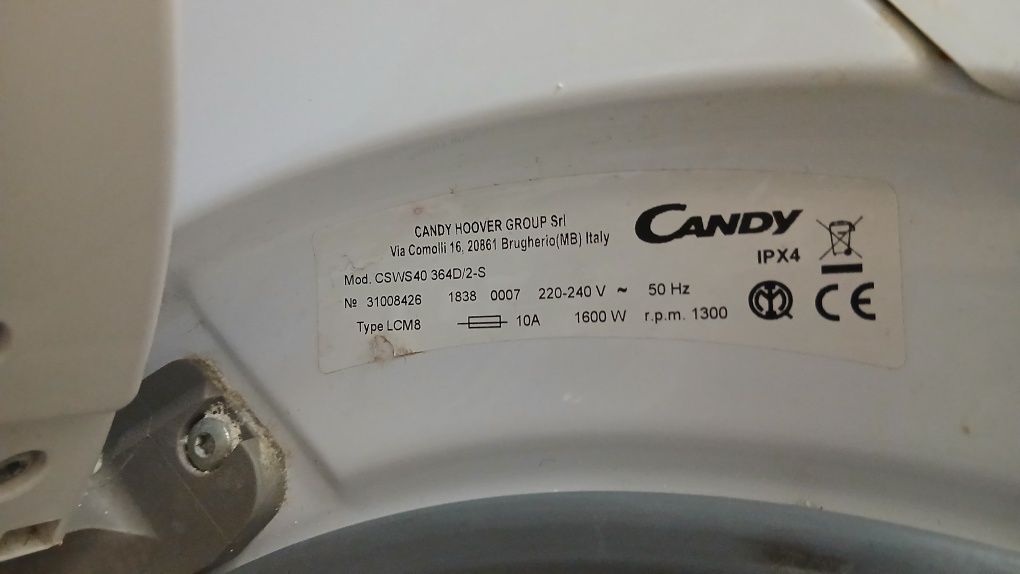 CANDY HOOVER GROUP Srl
Via Comolli 16, 20861 Brugherio(MB) Italy
CANDY
IPX4
Mod. CSWS40 364D/2-S
№ 31008426 1838 0007 220-240 V ~ 50 Hz
Type LCM8 10A 1600 W r.p.m. 1300
CE